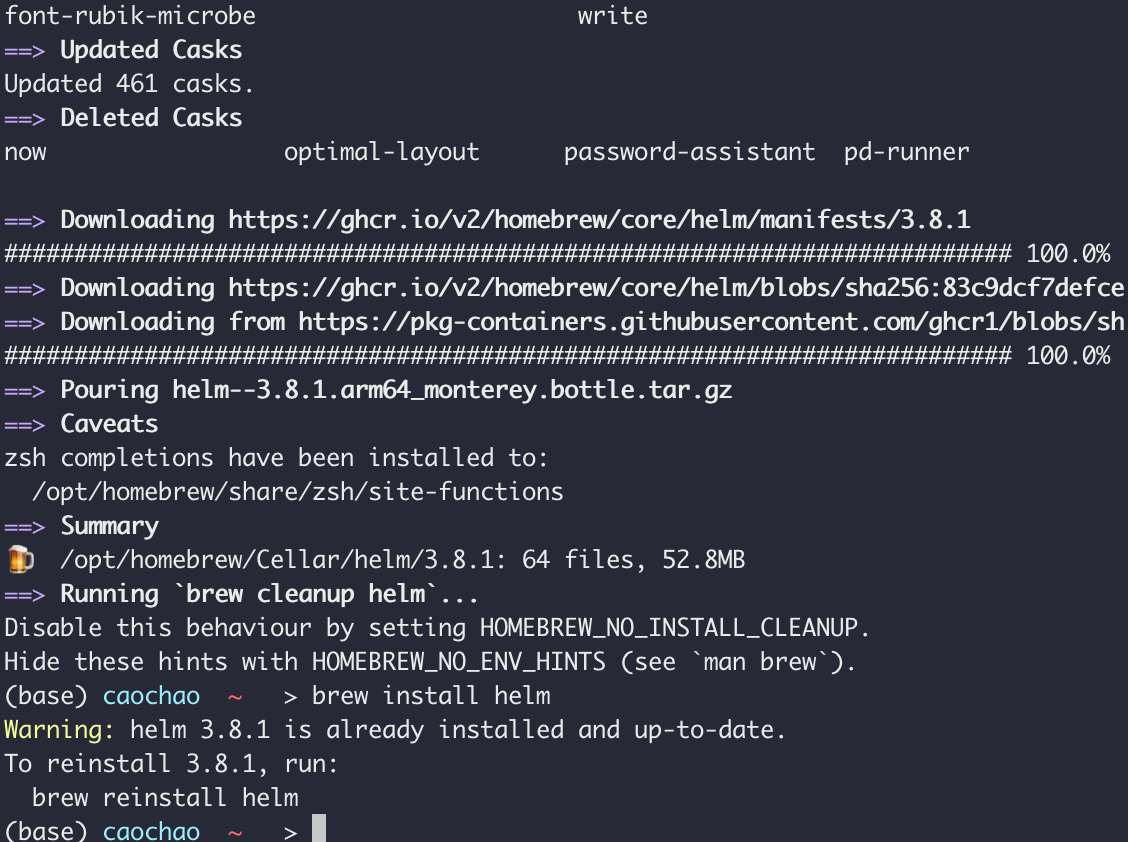 font-rubik-microbe                       write
==> Updated Casks
Updated 461 casks.
==> Deleted Casks
now                 optimal-layout      password-assistant  pd-runner
==> Downloading https://ghcr.io/v2/homebrew/core/helm/manifests/3.8.1
######################################################################## 100.0%
==> Downloading https://ghcr.io/v2/homebrew/core/helm/blobs/sha256:83c9dcf7defce
==> Downloading from https://pkg-containers.githubusercontent.com/ghcr1/blobs/sh
######################################################################## 100.0%
==> Pouring helm--3.8.1.arm64_monterey.bottle.tar.gz
==> Caveats
zsh completions have been installed to:
  /opt/homebrew/share/zsh/site-functions
==> Summary
🍺  /opt/homebrew/Cellar/helm/3.8.1: 64 files, 52.8MB
==> Running `brew cleanup helm`...
Disable this behaviour by setting HOMEBREW_NO_INSTALL_CLEANUP.
Hide these hints with HOMEBREW_NO_ENV_HINTS (see `man brew`).
(base) caochao  ~   > brew install helm
Warning: helm 3.8.1 is already installed and up-to-date.
To reinstall 3.8.1, run:
  brew reinstall helm
(base) caochao  ~   >